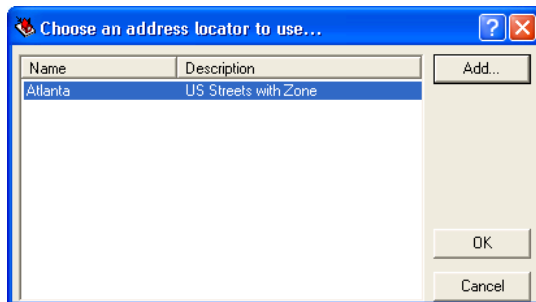 Choose an address locator to use...
Name Description Add...
Atlanta US Streets with Zone
OK
Cancel